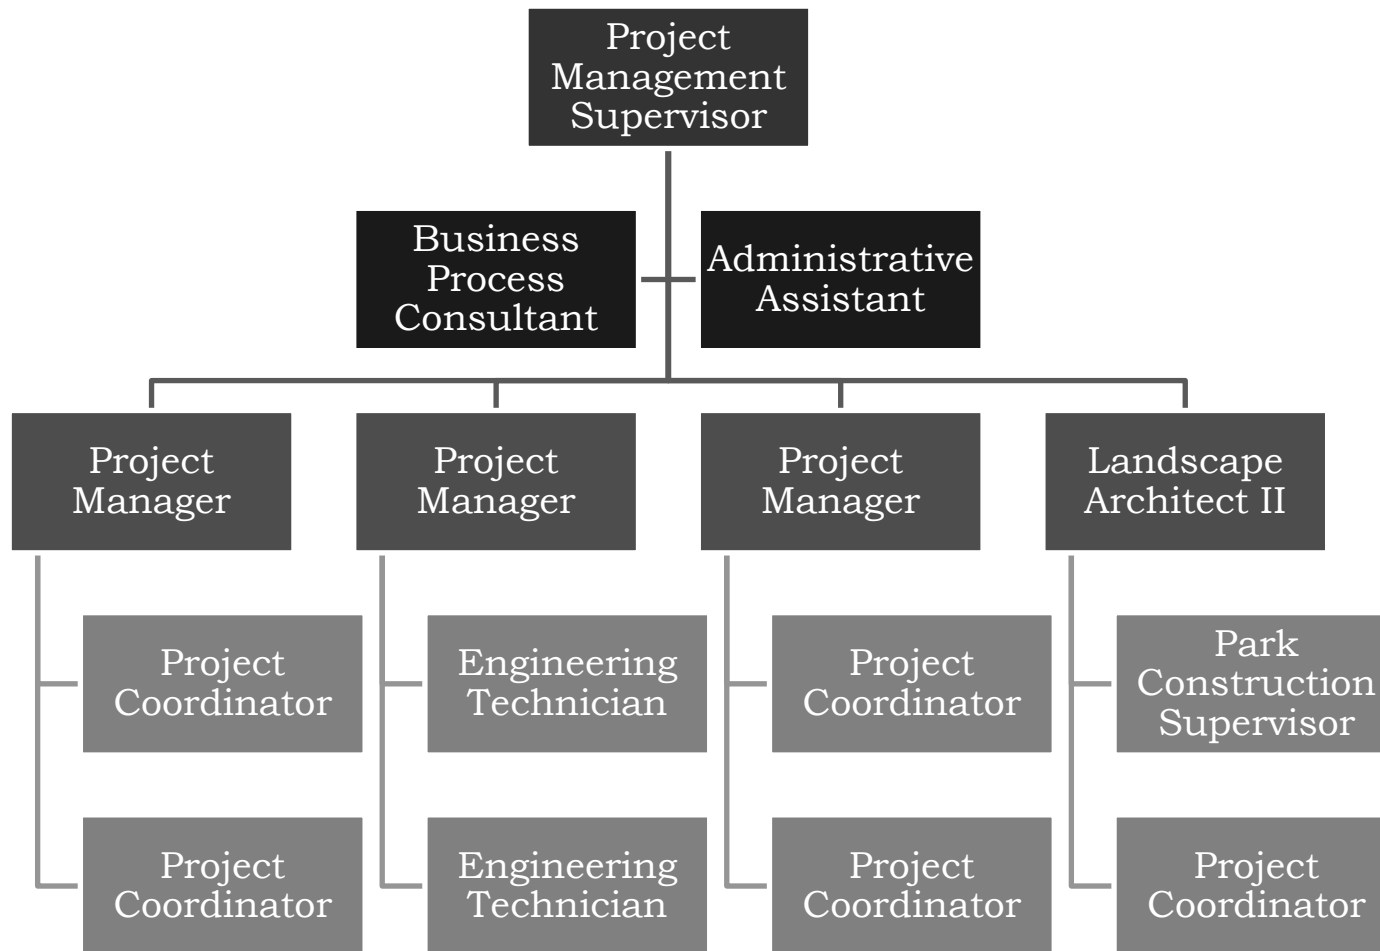 Project
Management
Supervisor
Business
Process
Consultant
Administrative
Assistant
Project
Manager
Project
Manager
Project
Manager
Landscape
Architect II
Project
Coordinator
Engineering
Technician
Project
Coordinator
Park
Construction
Supervisor
Project
Coordinator
Engineering
Technician
Project
Coordinator
Project
Coordinator